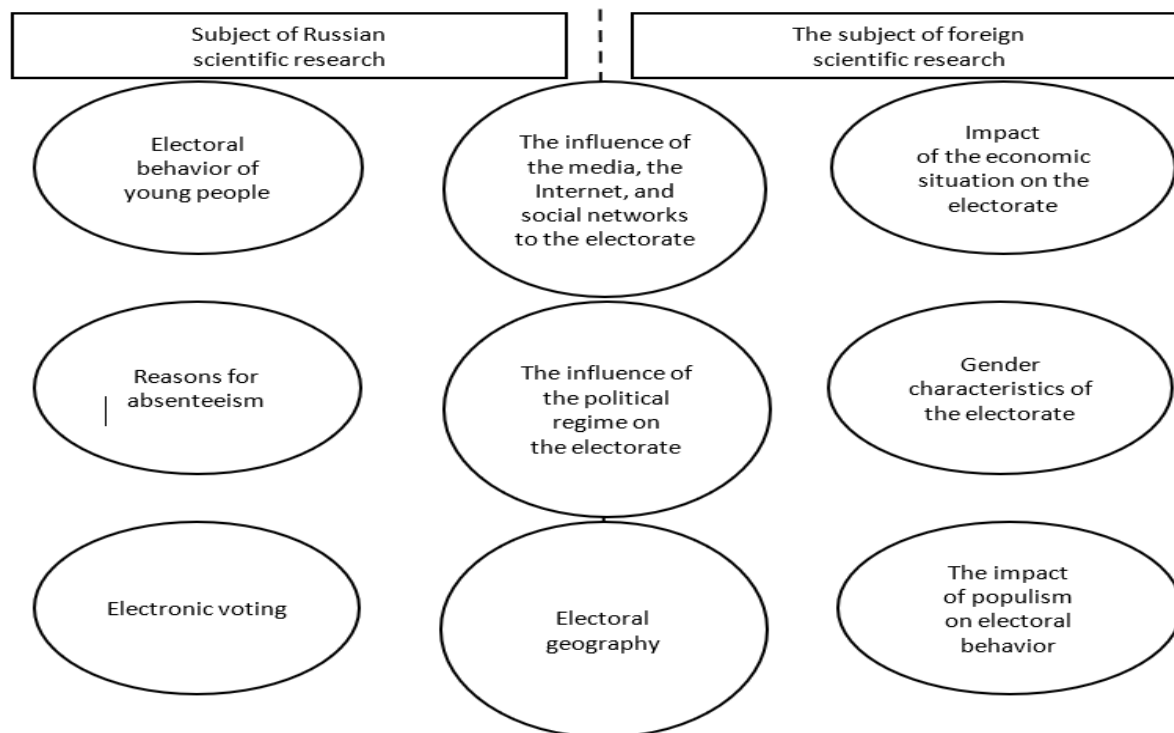 Subject of Russian
scientific research
The subject of foreign
scientific research
Electoral
behavior of
young people
The influence of
the media, the
Internet, and
social networks
to the electorate
Impact
of the economic
situation on the
electorate
Reasons for
absenteeism
The influence of
the political
regime on
the electorate
Gender
characteristics of
the electorate
Electronic voting
Electoral
geography
The impact
of populism
on electoral
behavior